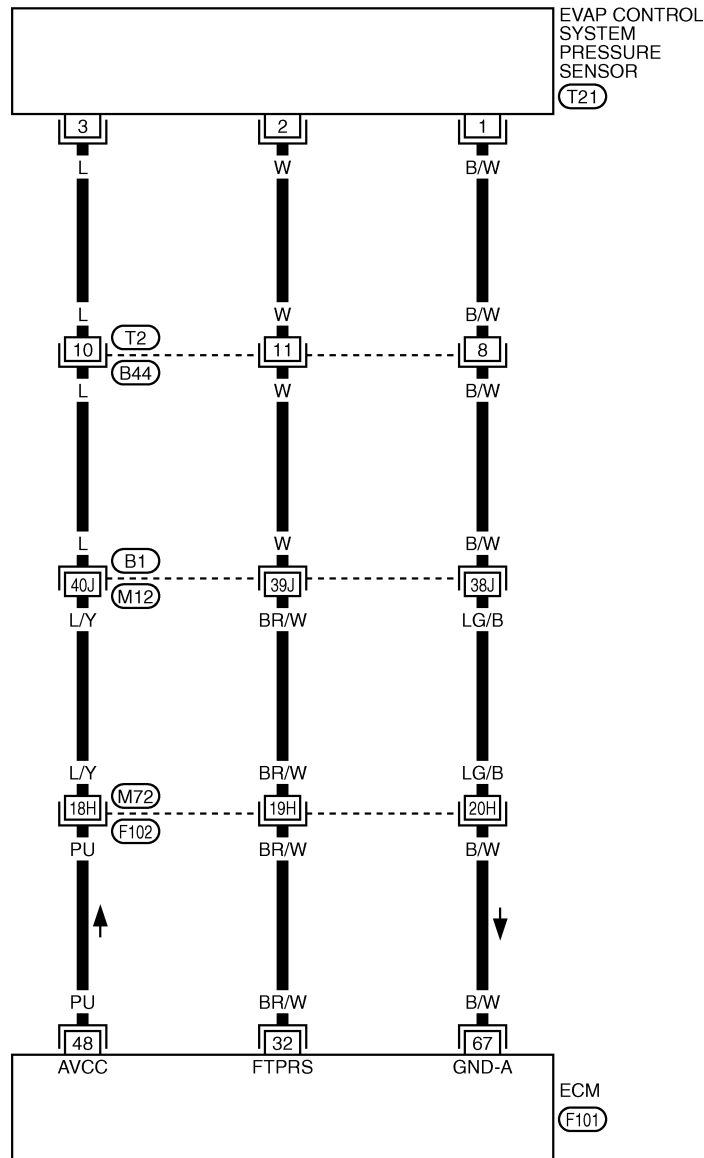 EVAP CONTROL
SYSTEM
PRESSURE
SENSOR
T21
3 2 1
L W B/W
L W B/W
T2
10 11 8
B44
L W B/W
L W B/W
B1
40J 39J 38J
M12
L/Y BR/W LG/B
L/Y BR/W LG/B
M72
18H 19H 20H
F102
PU BR/W B/W
PU BR/W B/W
48 32 67
AVCC FTPRS GND-A
ECM
F101